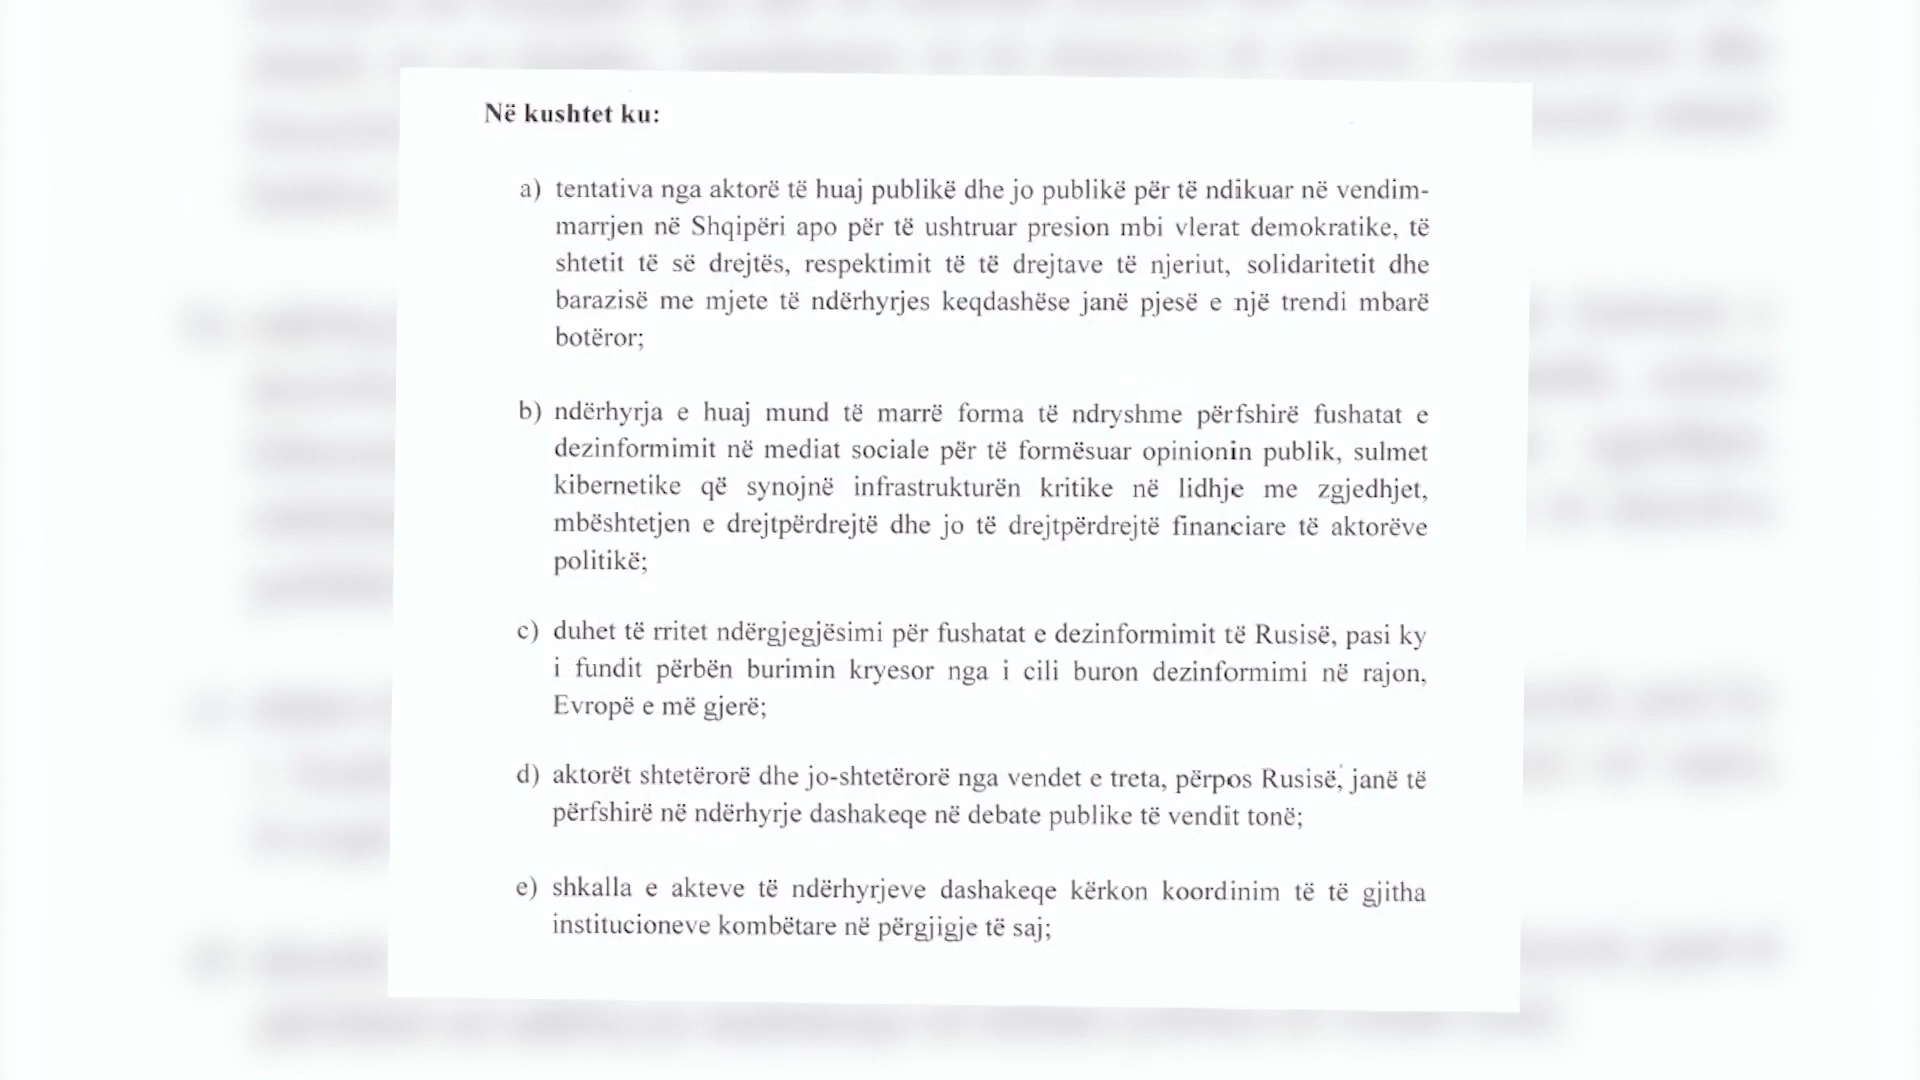 Në kushtet ku:
a) tentativa nga aktorë të huaj publikë dhe jo publikë për të ndikuar në vendim-
marrjen në Shqipëri apo për të ushtruar presion mbi vlerat demokratike, të
shtetit të së drejtës, respektimit të të drejtave të njeriut, solidaritetit dhe
barazisë me mjete të ndërhyrjes keqdashëse janë pjesë e një trendi mbarë
botëror;
b) ndërhyrja e huaj mund të marrë forma të ndryshme përfshirë fushatat e
dezinformimit në mediat sociale për të formësuar opinionin publik, sulmet
kibernetike që synojnë infrastrukturën kritike në lidhje me zgjedhjet,
mbështetjen e drejtpërdrejtë dhe jo të drejtpërdrejtë financiare të aktorëve
politikë;
c) duhet të rritet ndërgjegjësimi për fushatat e dezinformimit të Rusisë, pasi ky
i fundit përbën burimin kryesor nga i cili buron dezinformimi në rajon,
Evropë e më gjerë;
d) aktorët shtetërorë dhe jo-shtetërorë nga vendet e treta, përpos Rusisë, janë të
përfshirë në ndërhyrje dashakeqe në debate publike të vendit tonë;
e) shkalla e akteve të ndërhyrjeve dashakeqe kërkon koordinim të të gjitha
institucioneve kombëtare në përgjigje të saj;